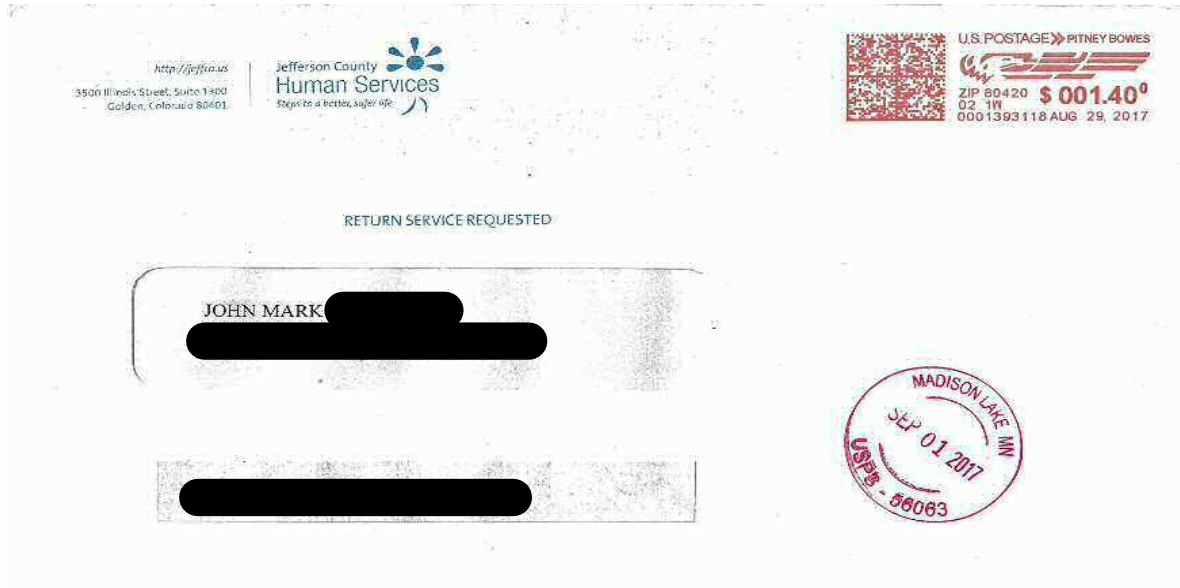 http://jeffco.us
3500 Illinois Street, Suite 1300
Golden, Colorado 80401
Jefferson County
Human Services
Steps to a better, safer life
U.S. POSTAGE>>PITNEY BOWES
ZIP 80420 $ 001.40⁰
02 1W
0001393118 AUG 29, 2017
RETURN SERVICE REQUESTED
JOHN MARK
MADISON LAKE MN
SEP 01 2017
USPS - 56063